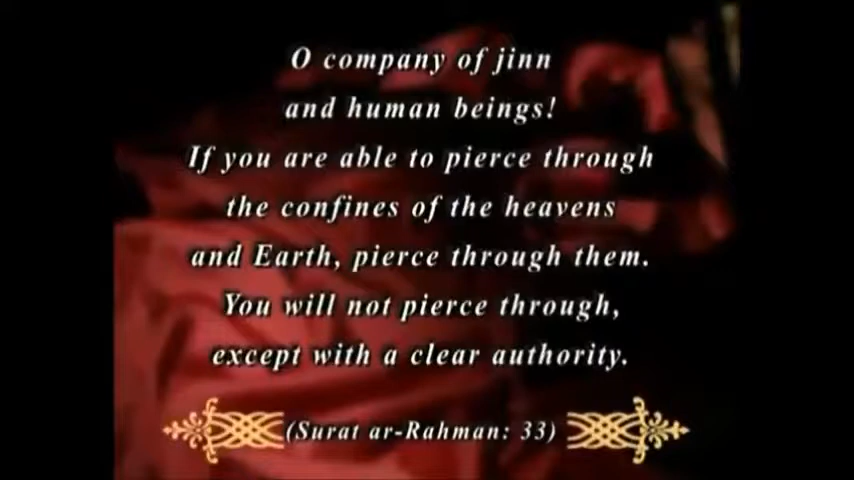 O company of jinn
and human beings!
If you are able to pierce through
the confines of the heavens
and Earth, pierce through them.
You will not pierce through,
except with a clear authority.
(Surat ar-Rahman: 33)